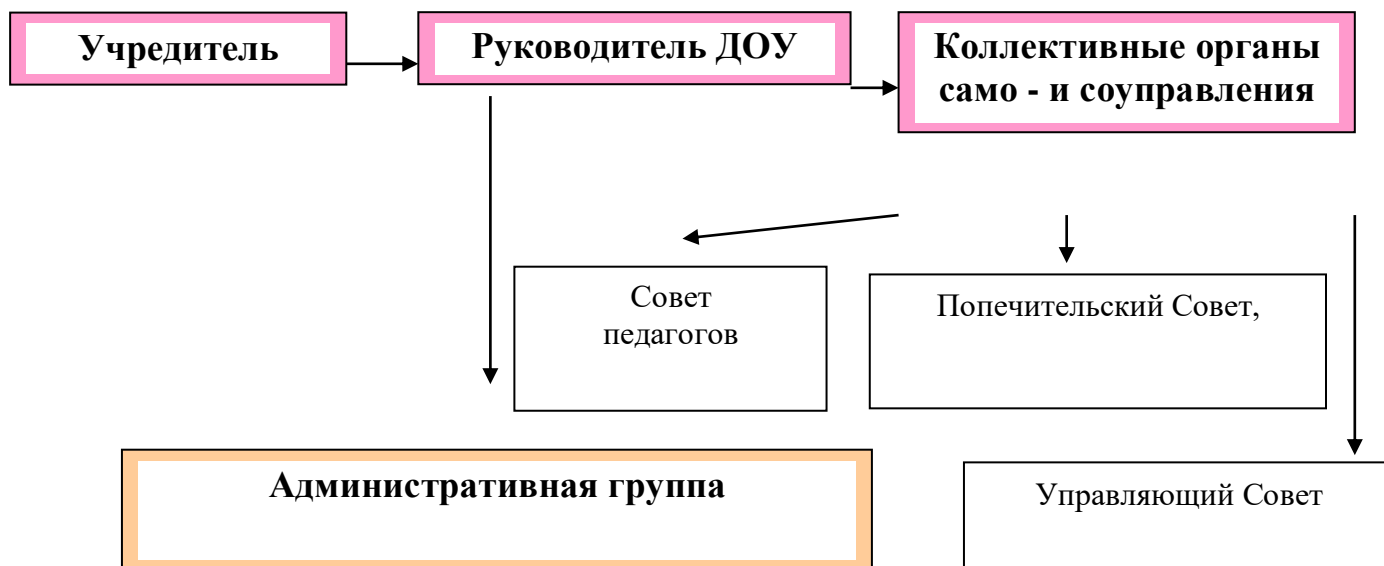 Учредитель
Руководитель ДОУ
Коллективные органы
само - и соуправления
Совет
педагогов
Попечительский Совет,
Административная группа
Управляющий Совет